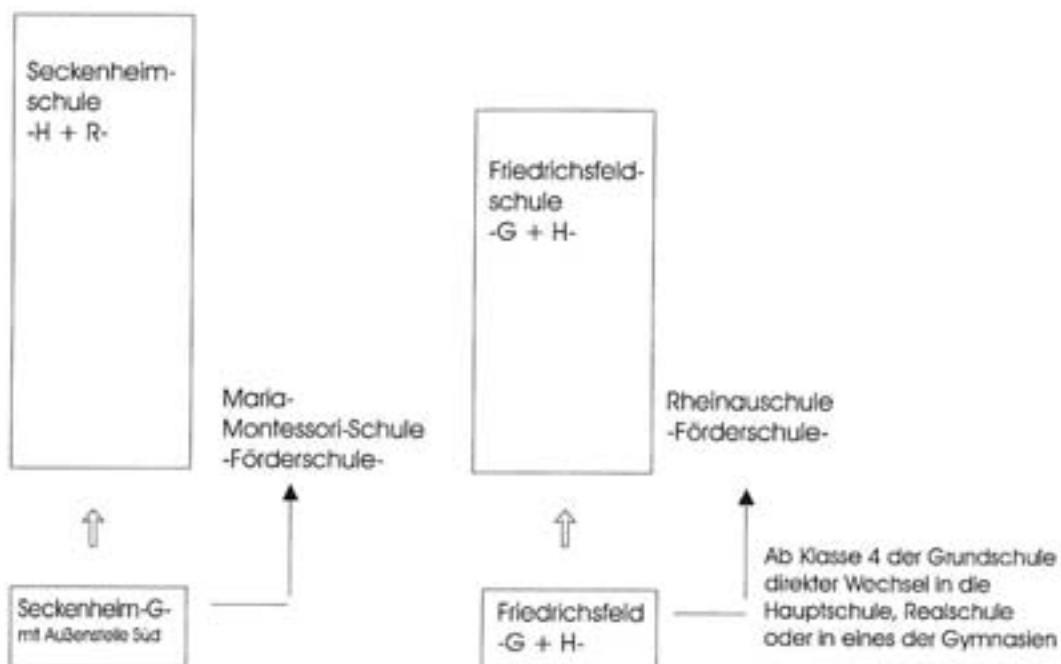 Seckenheim-
schule
-H + R-
Friedrichsfeld-
schule
-G + H-
Maria-
Montessori-Schule
-Förderschule-
Rheinauschule
-Förderschule-
Seckenheim-G-
mit Außenstelle Süd
Friedrichsfeld
-G + H-
Ab Klasse 4 der Grundschule
direkter Wechsel in die
Hauptschule, Realschule
oder in eines der Gymnasien